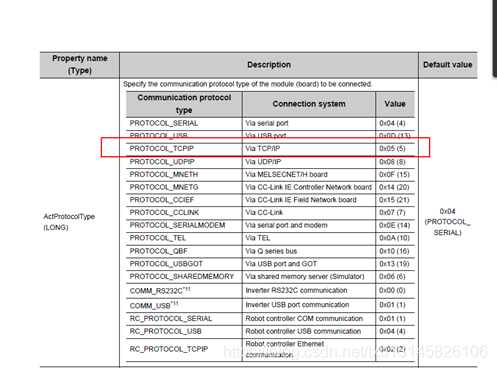 Property name (Type) Description Default value
Specify the communication protocol type of the module (board) to be connected.
Communication protocol type Connection system Value
PROTOCOL_SERIAL Via serial port 0x04 (4)
PROTOCOL_USB Via USB port 0x0D (13)
PROTOCOL_TCPIP Via TCP/IP 0x05 (5)
PROTOCOL_UDPIP Via UDP/IP 0x08 (8)
PROTOCOL_MNETH Via MELSECNET/H board 0x0F (15)
PROTOCOL_MNETG Via CC-Link IE Controller Network board 0x14 (20)
PROTOCOL_CCIEF Via CC-Link IE Field Network board 0x15 (21)
PROTOCOL_CCLINK Via CC-Link 0x07 (7)
PROTOCOL_SERIALMODEM Via serial port and modem 0x0E (14)
PROTOCOL_TEL Via TEL 0x0A (10)
PROTOCOL_QBF Via Q series bus 0x10 (16)
PROTOCOL_USBGOT Via USB port and GOT 0x13 (19)
PROTOCOL_SHAREDMEMORY Via shared memory server (Simulator) 0x06 (6)
COMM_RS232C*11 Inverter RS232C communication 0x00 (0)
COMM_USB*11 Inverter USB port communication 0x01 (1)
RC_PROTOCOL_SERIAL Robot controller COM communication 0x01 (1)
RC_PROTOCOL_USB Robot controller USB communication 0x04 (4)
RC_PROTOCOL_TCPIP Robot controller Ethernet communication 0x02 (2)
ActProtocolType (LONG)
0x04 (PROTOCOL_SERIAL)